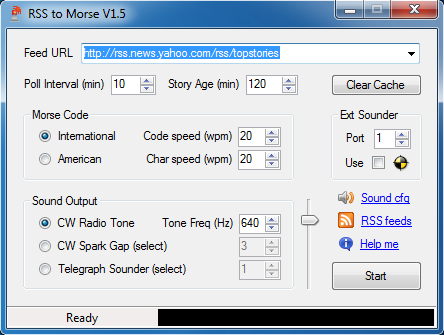 RSS to Morse V1.5
Feed URL http://rss.news.yahoo.com/rss/topstories
Poll Interval (min) 10 Story Age (min) 120 Clear Cache
Morse Code
International Code speed (wpm) 20
American Char speed (wpm) 20
Ext Sounder
Port 1
Use
Sound Output
CW Radio Tone Tone Freq (Hz) 640
CW Spark Gap (select) 3
Telegraph Sounder (select) 1
Sound cfg
RSS feeds
Help me
Start
Ready